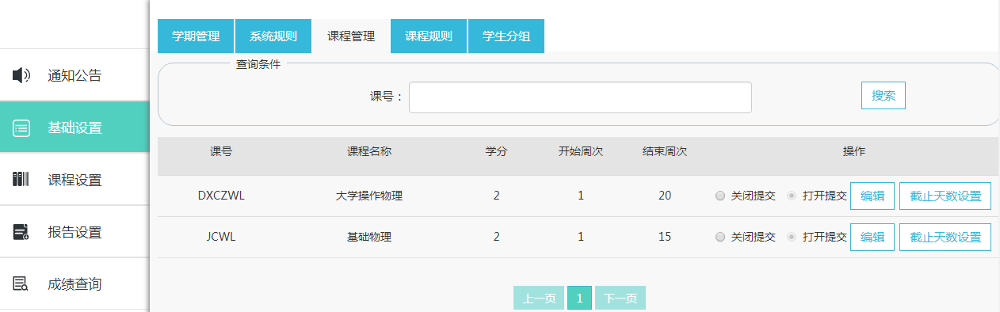 学期管理 系统规则 课程管理 课程规则 学生分组
查询条件
通知公告
课号： 搜索
基础设置
课号 课程名称 学分 开始周次 结束周次 操作
课程设置
DXCZWL 大学操作物理 2 1 20 关闭提交 打开提交 编辑 截止天数设置
报告设置
JCWL 基础物理 2 1 15 关闭提交 打开提交 编辑 截止天数设置
成绩查询
上一页 1 下一页